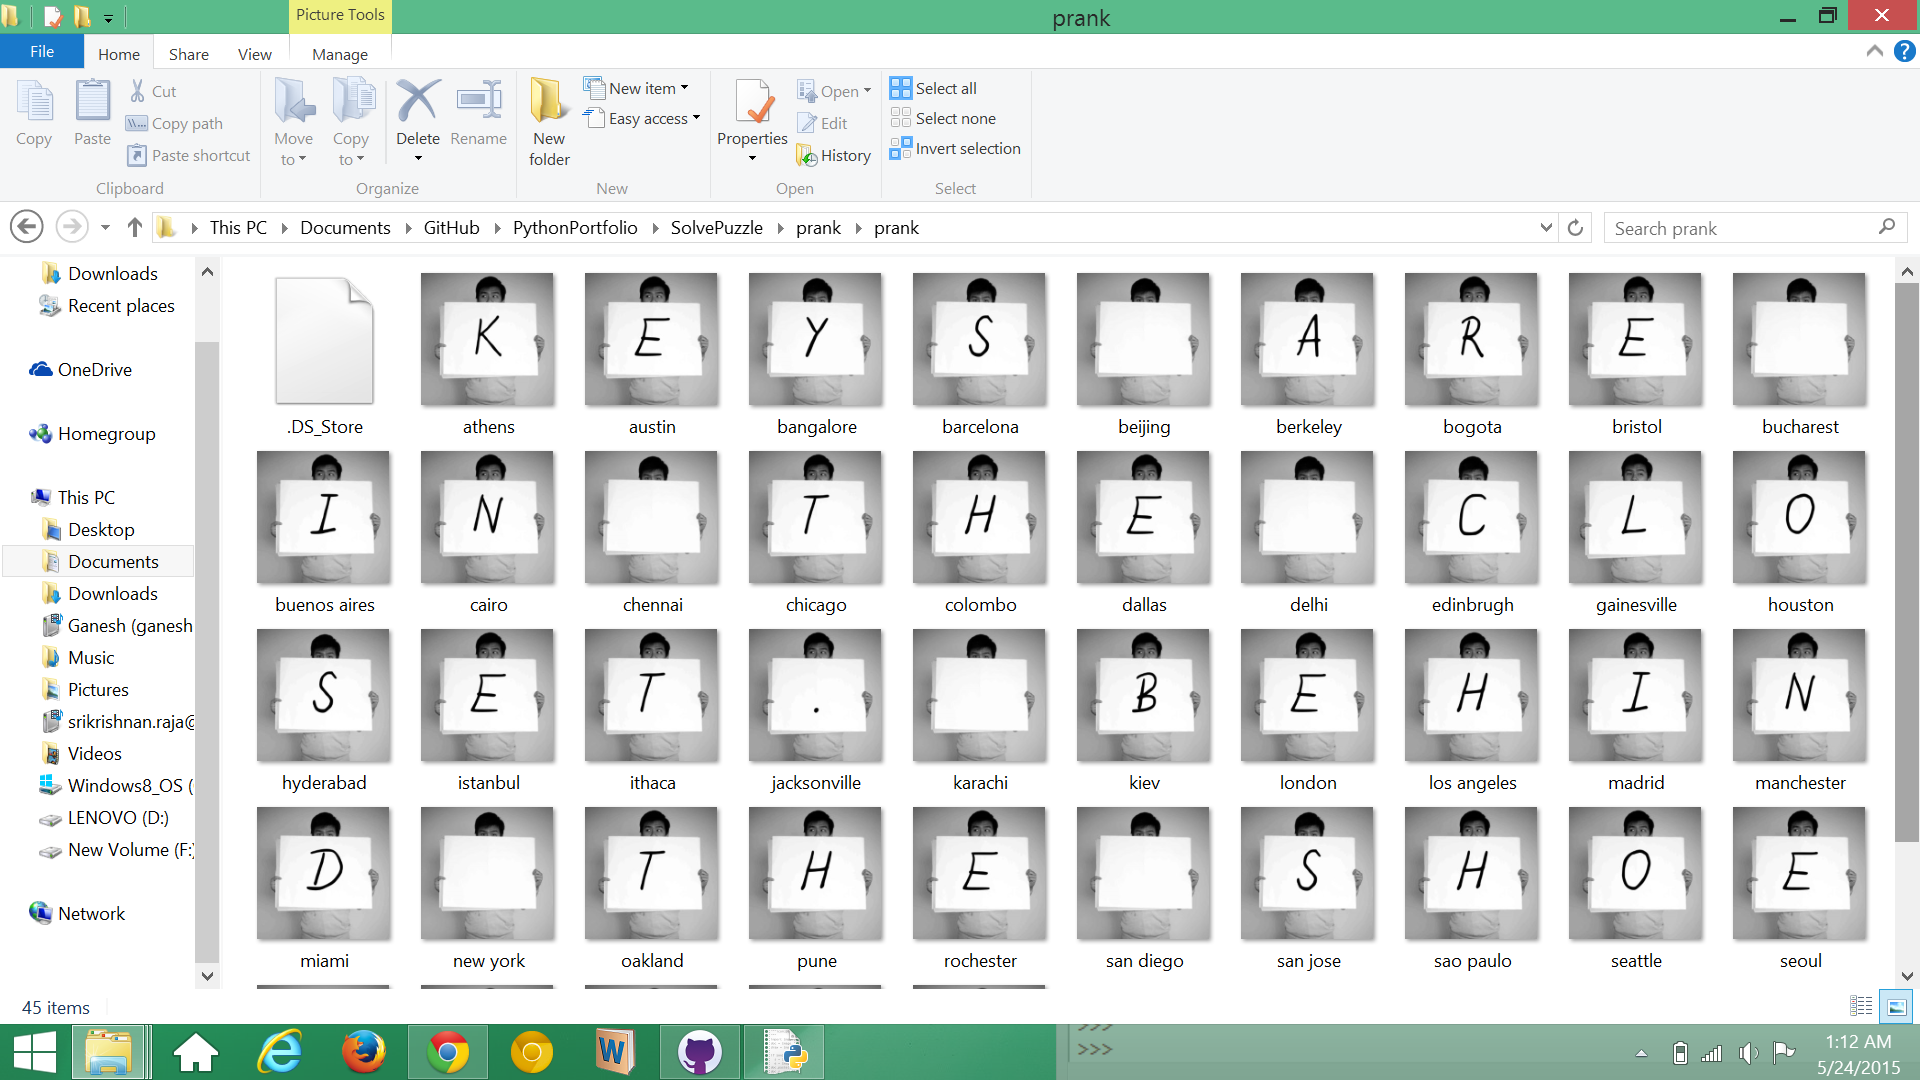 Picture Tools
prank
File
Home
Share
View
Manage
Copy
Paste
Cut
Copy path
Paste shortcut
Clipboard
Move to
Copy to
Delete
Rename
Organize
New folder
New item
Easy access
New
Properties
Open
Edit
History
Open
Select all
Select none
Invert selection
Select
This PC
Documents
GitHub
PythonPortfolio
SolvePuzzle
prank
prank
Search prank
Downloads
Recent places
OneDrive
Homegroup
This PC
Desktop
Documents
Downloads
Ganesh (ganesh
Music
Pictures
srikrishnan.raja@
Videos
Windows8_OS (
LENOVO (D:)
New Volume (F:)
Network
K E Y S A R E
.DS_Store athens austin bangalore barcelona beijing berkeley bogota bristol bucharest
I N T H E C L O
buenos aires cairo chennai chicago colombo dallas delhi edinbrugh gainesville houston
S E T . B E H I N
hyderabad istanbul ithaca jacksonville karachi kiev london los angeles madrid manchester
D T H E S H O E
miami new york oakland pune rochester san diego san jose sao paulo seattle seoul
45 items
W
>>>
>>>
1:12 AM
5/24/2015